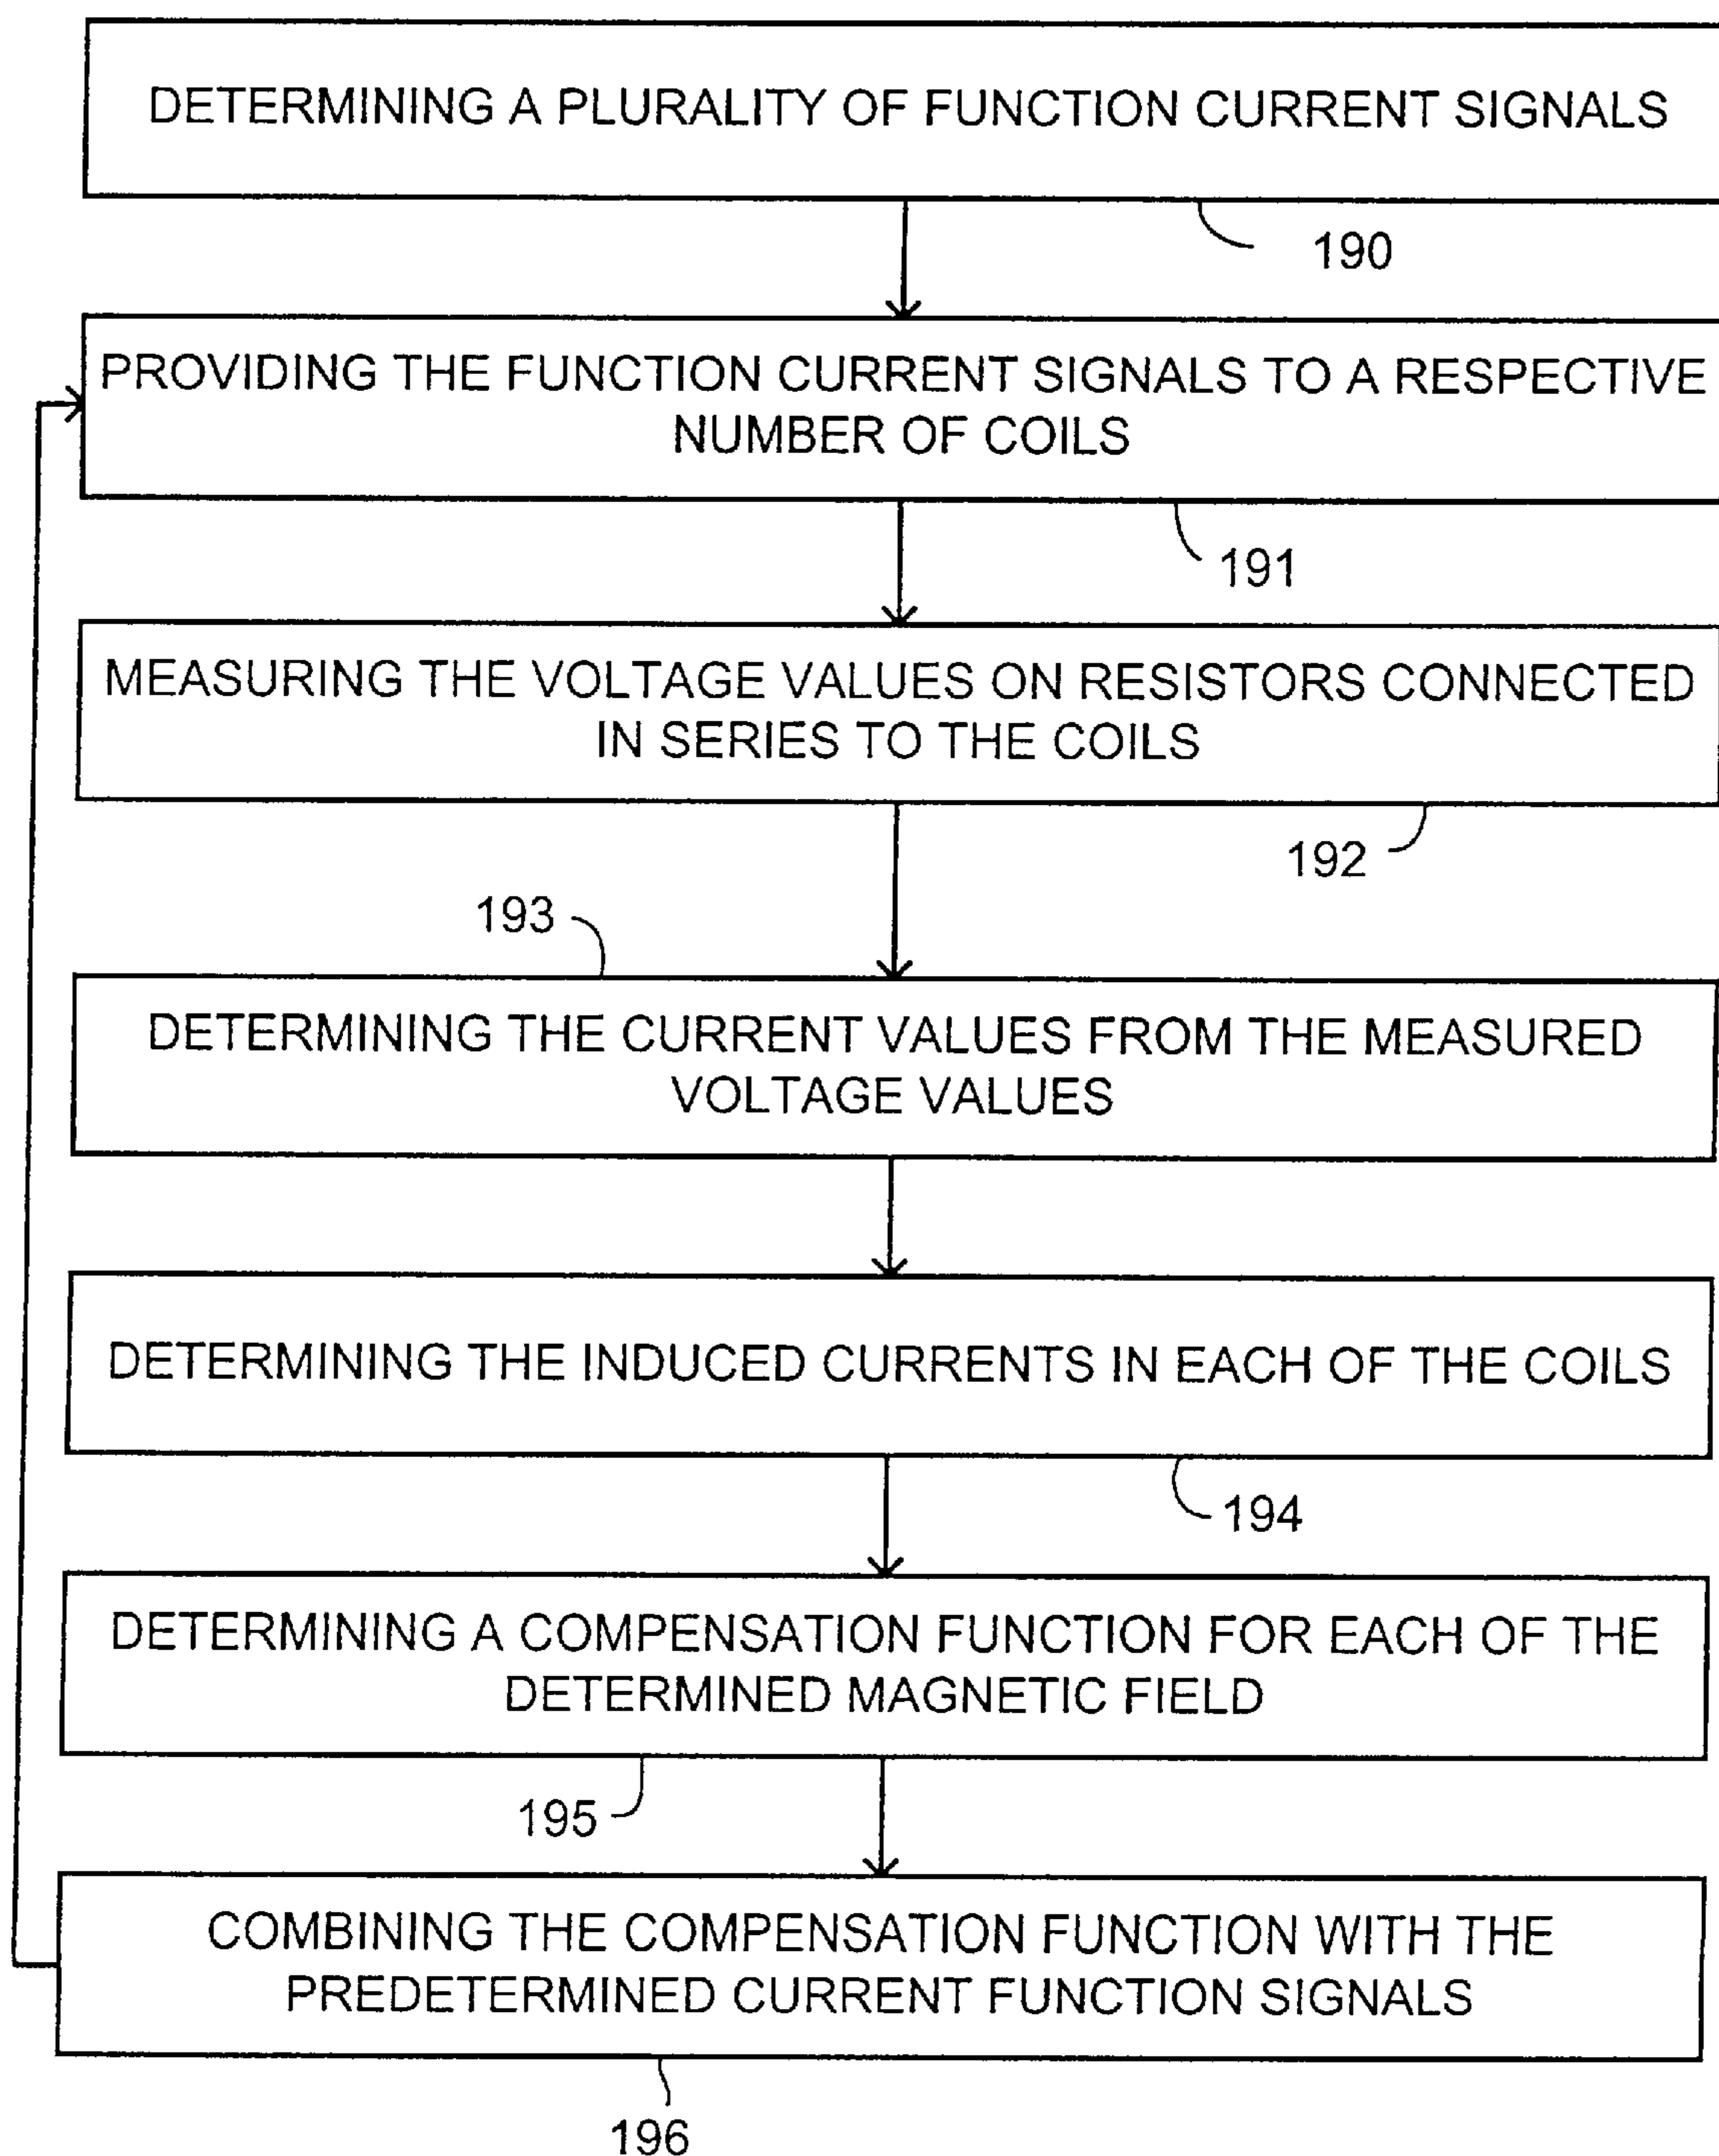 DETERMINING A PLURALITY OF FUNCTION CURRENT SIGNALS
190
PROVIDING THE FUNCTION CURRENT SIGNALS TO A RESPECTIVE
NUMBER OF COILS
191
MEASURING THE VOLTAGE VALUES ON RESISTORS CONNECTED
IN SERIES TO THE COILS
192
193
DETERMINING THE CURRENT VALUES FROM THE MEASURED
VOLTAGE VALUES
DETERMINING THE INDUCED CURRENTS IN EACH OF THE COILS
194
DETERMINING A COMPENSATION FUNCTION FOR EACH OF THE
DETERMINED MAGNETIC FIELD
195
COMBINING THE COMPENSATION FUNCTION WITH THE
PREDETERMINED CURRENT FUNCTION SIGNALS
196